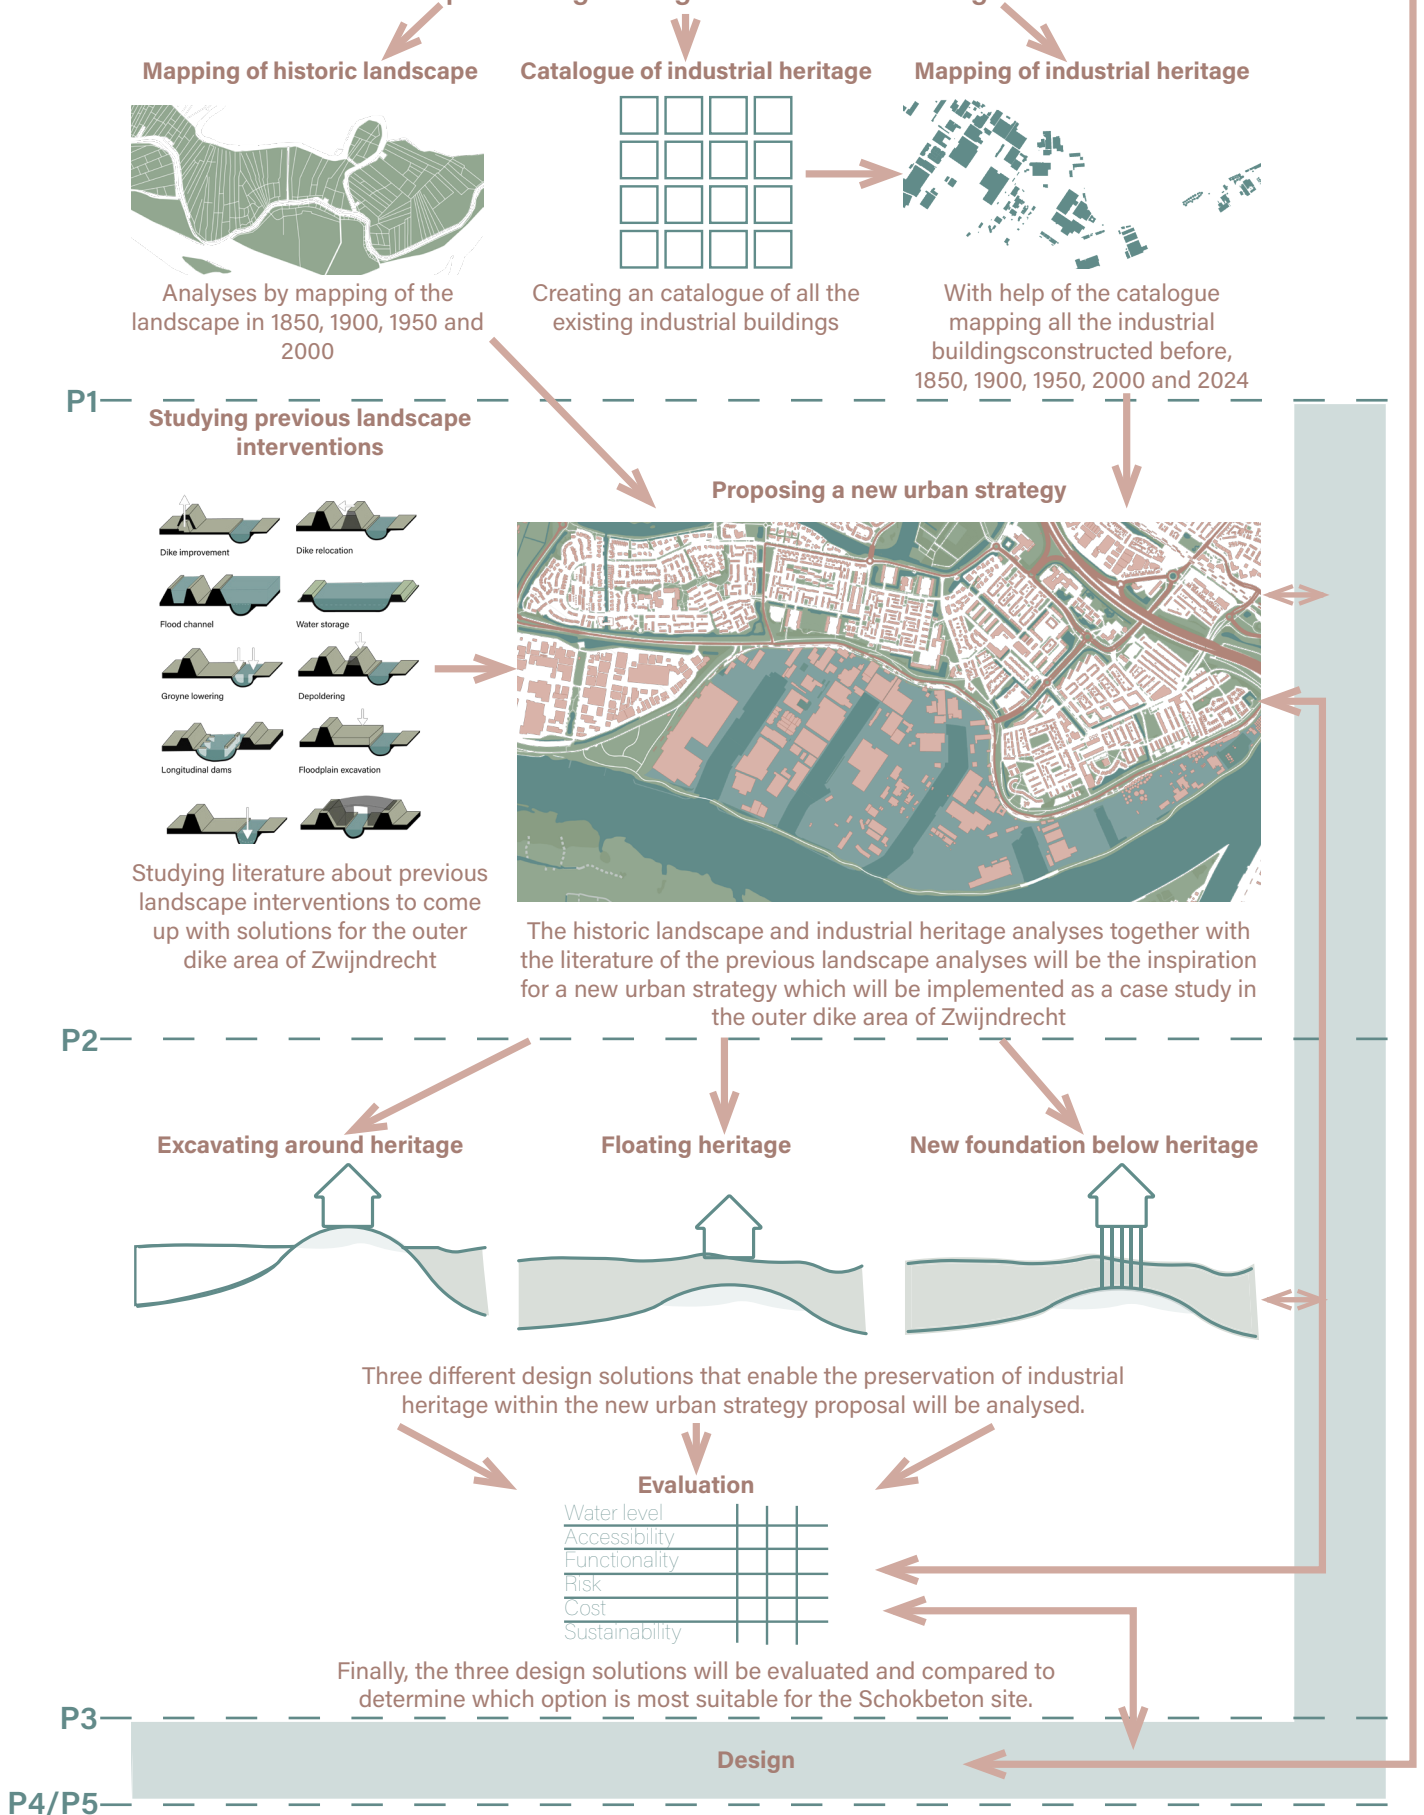 Mapping of historic landscape
Catalogue of industrial heritage
Mapping of industrial heritage
Analyses by mapping of the
landscape in 1850, 1900, 1950 and
2000
Creating an catalogue of all the
existing industrial buildings
With help of the catalogue
mapping all the industrial
buildingsconstructed before,
1850, 1900, 1950, 2000 and 2024
P1
Studying previous landscape
interventions
Dike improvement
Dike relocation
Flood channel
Water storage
Groyne lowering
Depoldering
Longitudinal dams
Floodplain excavation
Studying literature about previous
landscape interventions to come
up with solutions for the outer
dike area of Zwijndrecht
Proposing a new urban strategy
The historic landscape and industrial heritage analyses together with
the literature of the previous landscape analyses will be the inspiration
for a new urban strategy which will be implemented as a case study in
the outer dike area of Zwijndrecht
P2
Excavating around heritage
Floating heritage
New foundation below heritage
Three different design solutions that enable the preservation of industrial
heritage within the new urban strategy proposal will be analysed.
Evaluation
Water level
Accessibility
Functionality
Risk
Cost
Sustainability
Finally, the three design solutions will be evaluated and compared to
determine which option is most suitable for the Schokbeton site.
P3
Design
P4/P5